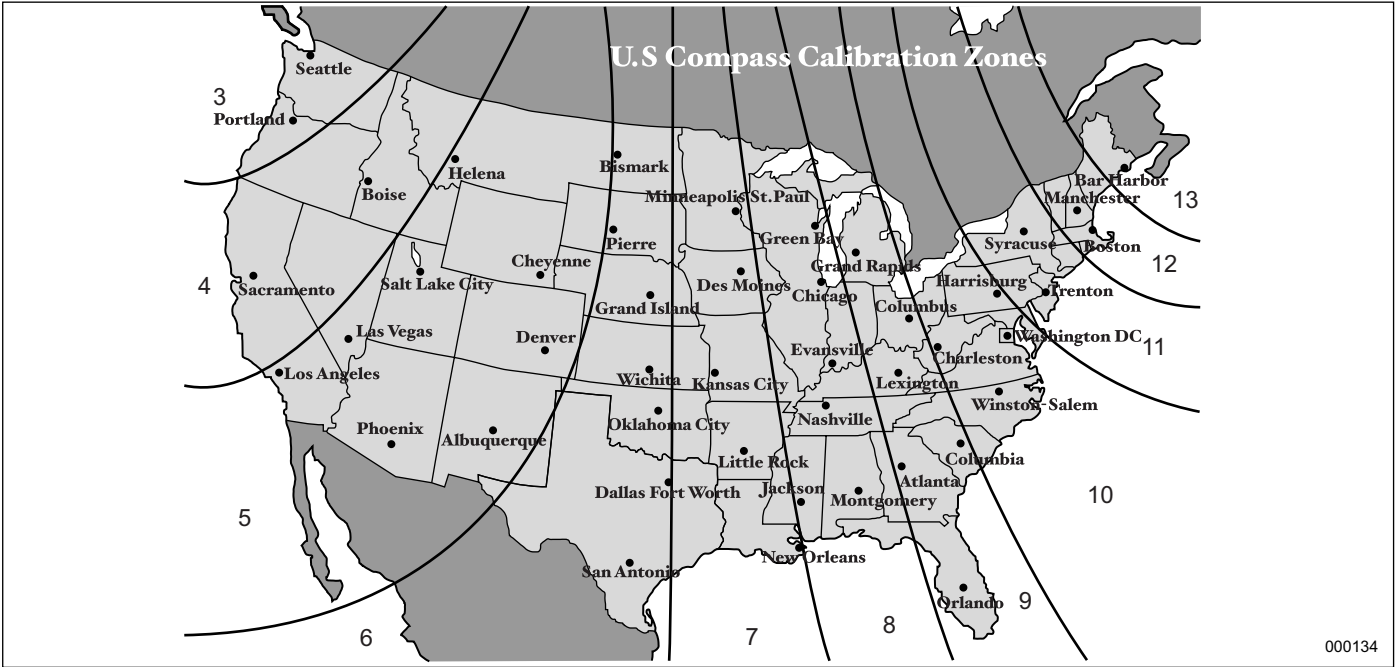 U.S Compass Calibration Zones
Seattle
3
Portland
Helena
Bismark
Boise
Minneapolis St.Paul
Bar Harbor
Manchester
13
Pierre
Green Bay
Syracuse
Boston
Cheyenne
Grand Rapids
12
4
Sacramento
Salt Lake City
Des Moines
Chicago
Harrisburg
Trenton
Grand Island
Columbus
Las Vegas
Denver
Evansville
Washington DC
11
Charleston
Los Angeles
Wichita
Kansas City
Lexington
Winston-Salem
Oklahoma City
Nashville
Phoenix
Albuquerque
Little Rock
Columbia
Dallas Fort Worth
Jackson
Atlanta
Montgomery
10
5
New Orleans
San Antonio
Orlando
9
6
7
8
000134